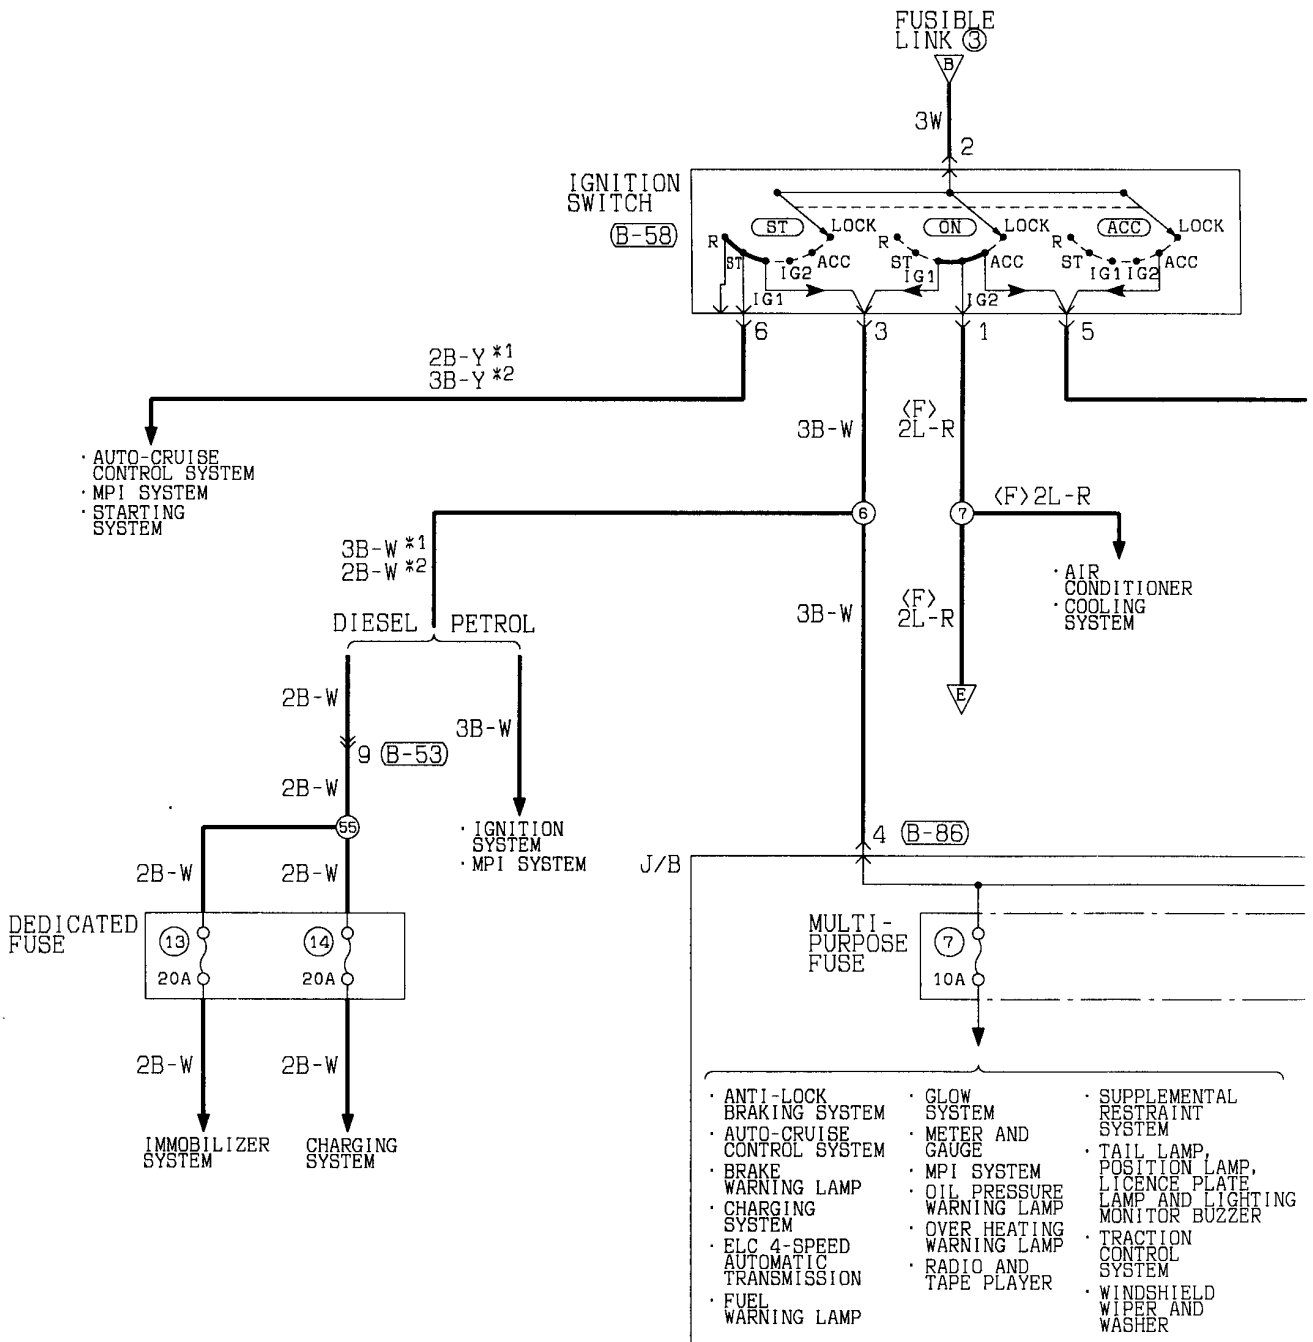 FUSIBLE
LINK ③
B
3W
2
IGNITION
SWITCH
B-58
ST
LOCK
ON
LOCK
ACC
LOCK
R
ST
IG1
IG2
ACC
R
ST
IG1
IG2
ACC
R
ST
IG1
IG2
ACC
6
3
1
5
2B-Y *1
3B-Y *2
3B-W
<F>
2L-R
· AUTO-CRUISE
CONTROL SYSTEM
· MPI SYSTEM
· STARTING
SYSTEM
6
7
<F>2L-R
3B-W *1
2B-W *2
3B-W
<F>
2L-R
· AIR
CONDITIONER
· COOLING
SYSTEM
DIESEL
PETROL
E
2B-W
3B-W
9
B-53
2B-W
55
· IGNITION
SYSTEM
· MPI SYSTEM
4
B-86
J/B
2B-W
2B-W
DEDICATED
FUSE
13
20A
14
20A
MULTI-
PURPOSE
FUSE
7
10A
2B-W
2B-W
IMMOBILIZER
SYSTEM
CHARGING
SYSTEM
· ANTI-LOCK
BRAKING SYSTEM
· AUTO-CRUISE
CONTROL SYSTEM
· BRAKE
WARNING LAMP
· CHARGING
SYSTEM
· ELC 4-SPEED
AUTOMATIC
TRANSMISSION
· FUEL
WARNING LAMP
· GLOW
SYSTEM
· METER AND
GAUGE
· MPI SYSTEM
· OIL PRESSURE
WARNING LAMP
· OVER HEATING
WARNING LAMP
· RADIO AND
TAPE PLAYER
· SUPPLEMENTAL
RESTRAINT
SYSTEM
· TAIL LAMP,
POSITION LAMP,
LICENCE PLATE
LAMP AND LIGHTING
MONITOR BUZZER
· TRACTION
CONTROL
SYSTEM
· WINDSHIELD
WIPER AND
WASHER